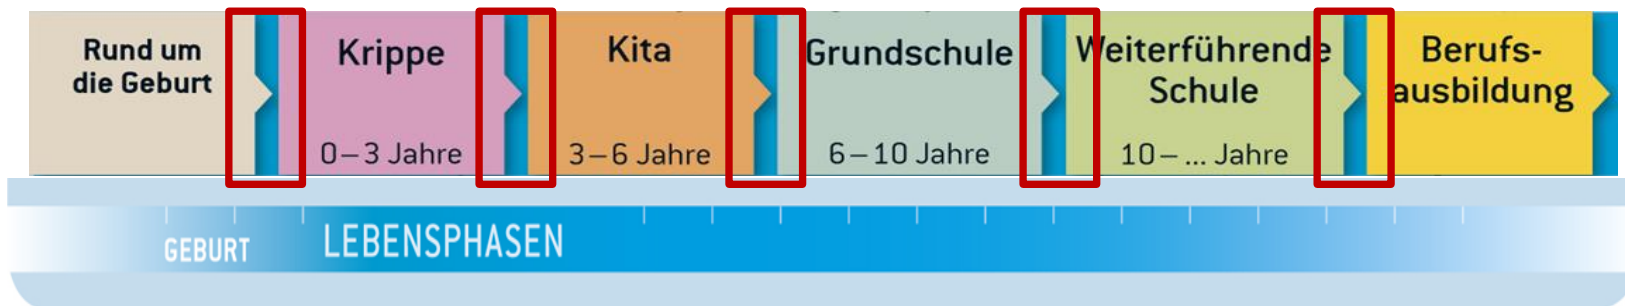 Rund um
die Geburt
Krippe
0–3 Jahre
Kita
3–6 Jahre
Grundschule
6–10 Jahre
Weiterführende
Schule
10–... Jahre
Berufs-
ausbildung
GEBURT
LEBENSPHASEN